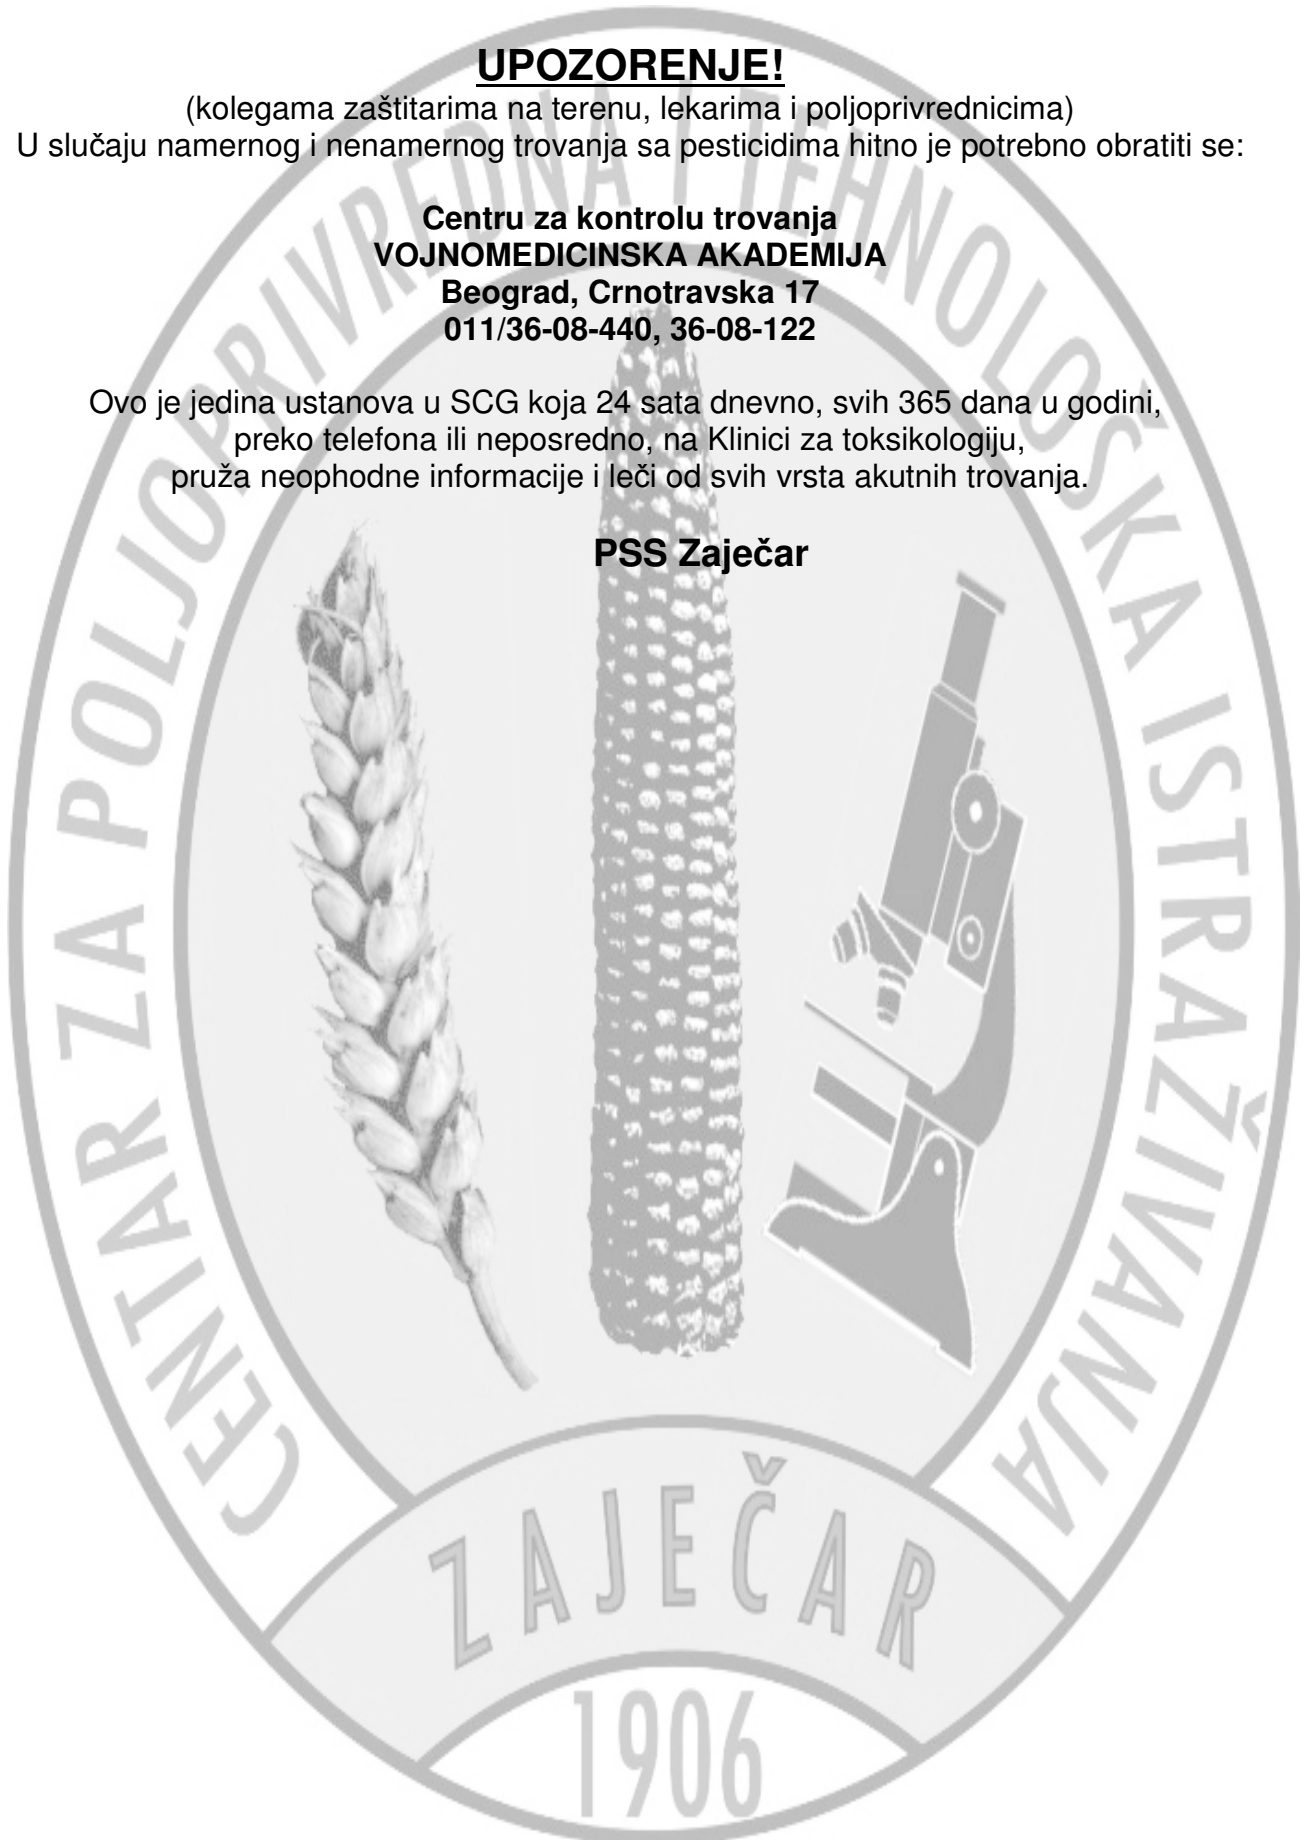 UPOZORENJE!
(kolegama zaštitarima na terenu, lekarima i poljoprivrednicima)
U slučaju namernog i nenamernog trovanja sa pesticidima hitno je potrebno obratiti se:
Centru za kontrolu trovanja
VOJNOMEDICINSKA AKADEMIJA
Beograd, Crnotravska 17
011/36-08-440, 36-08-122
Ovo je jedina ustanova u SCG koja 24 sata dnevno, svih 365 dana u godini,
preko telefona ili neposredno, na Klinici za toksikologiju,
pruža neophodne informacije i leči od svih vrsta akutnih trovanja.
PSS Zaječar
CENTAR ZA POLJOPRIVREDNA I TEHNOLOŠKA ISTRAŽIVANJA
ZAJEČAR
1906